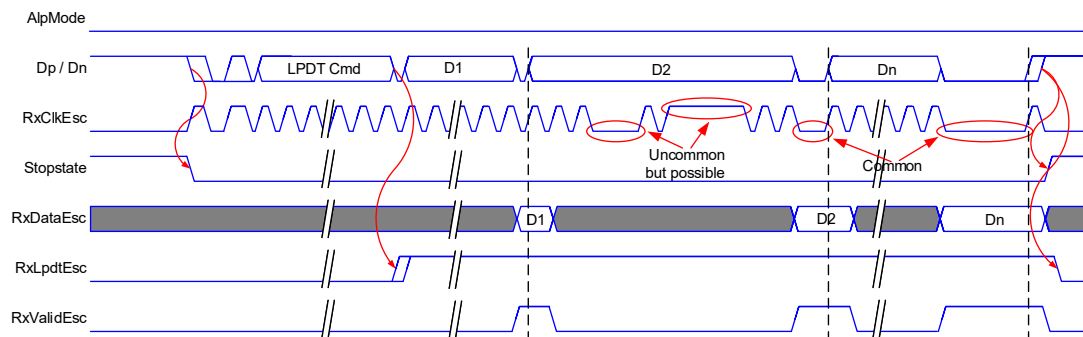 AlpMode
Dp / Dn
LPDT Cmd
D1
D2
Dn
RxClkEsc
Uncommon
but possible
Common
Stopstate
RxDataEsc
D1
D2
Dn
RxLpdtEsc
RxValidEsc